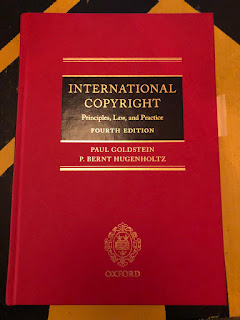 INTERNATIONAL
COPYRIGHT
Principles, Law, and Practice
FOURTH EDITION
PAUL GOLDSTEIN
P. BERNT HUGENHOLTZ
OXFORD